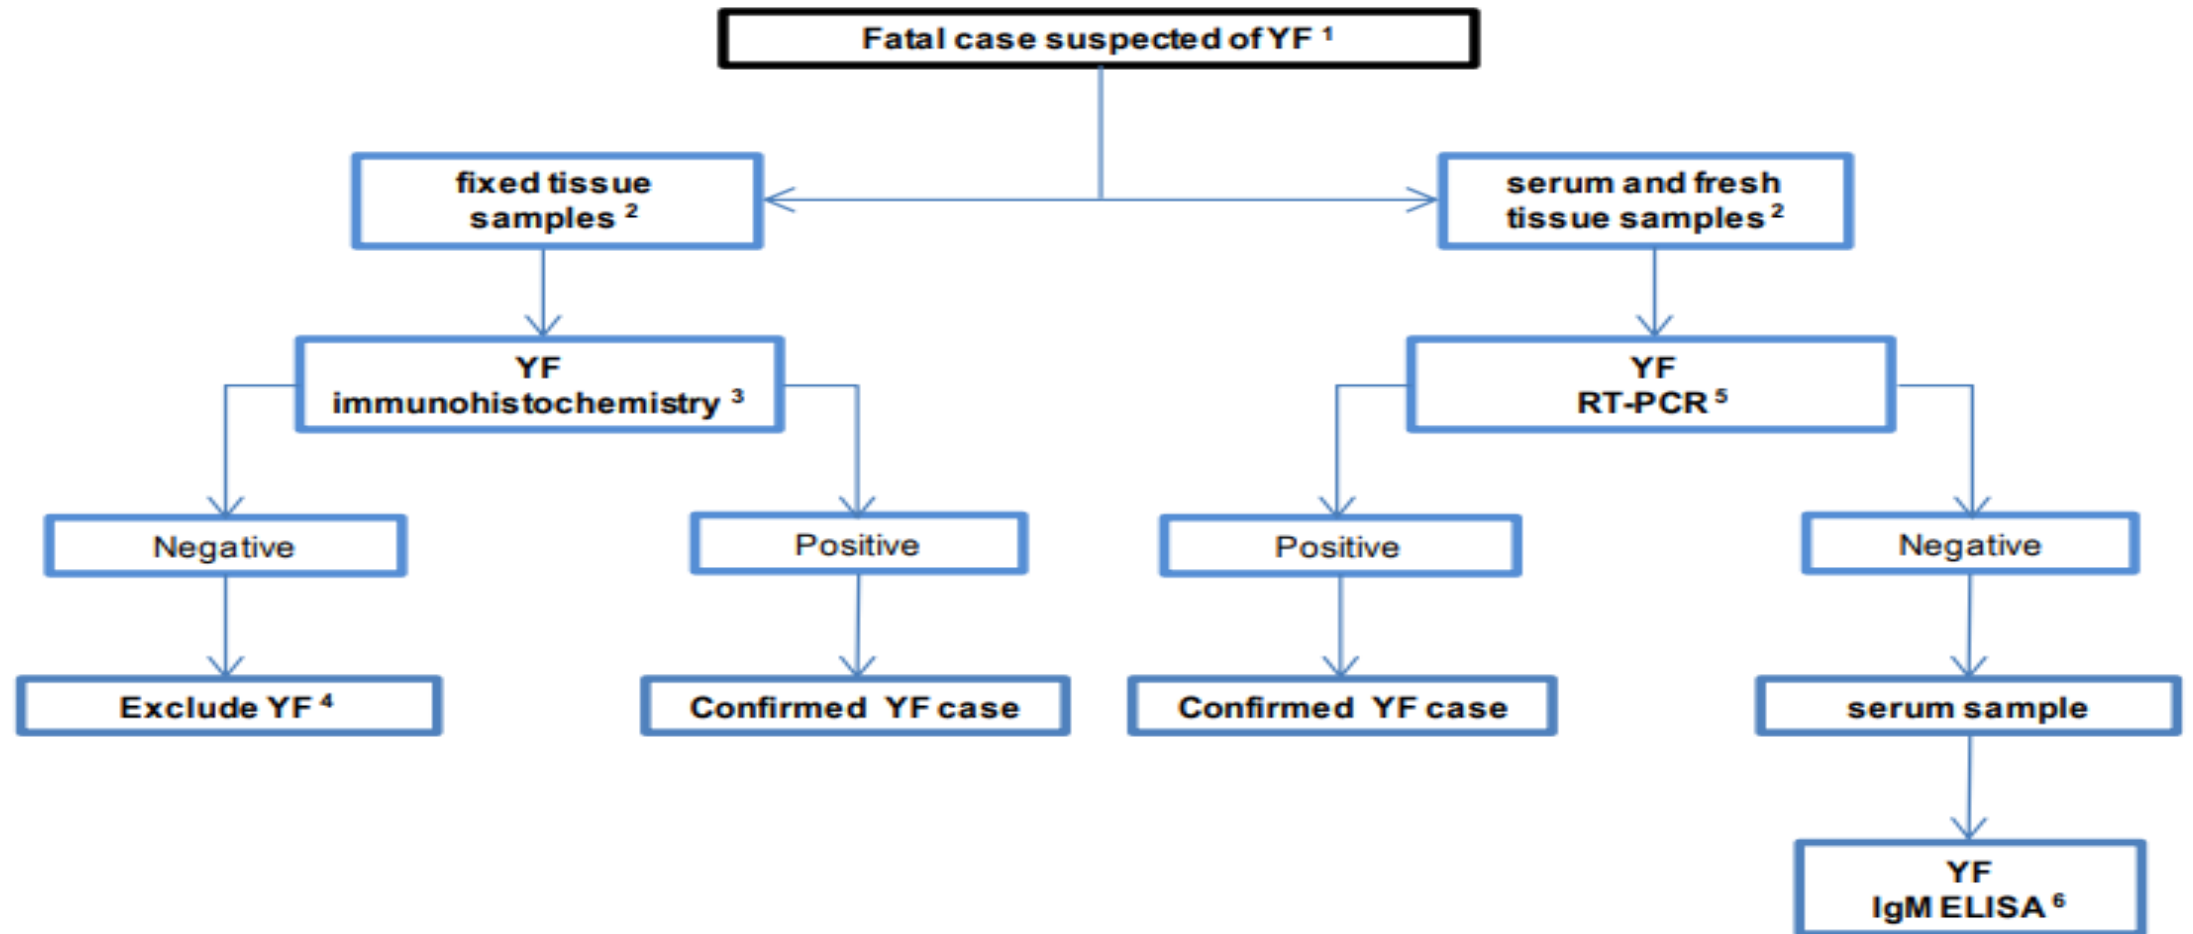 Fatal case suspected of YF 1
fixed tissue
samples 2
serum and fresh
tissue samples 2
YF
immunohistochemistry 3
YF
RT-PCR 5
Negative
Positive
Positive
Negative
Exclude YF 4
Confirmed YF case
Confirmed YF case
serum sample
YF
IgM ELISA 6